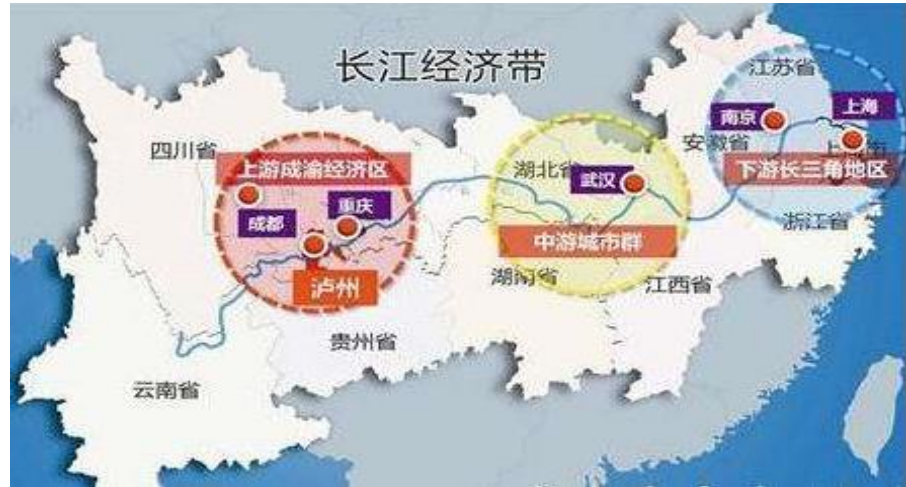 长江经济带
江苏省
上海
南京
安徽省
四川省
上游成渝经济区
湖北省
武汉
下游长三角地区
成都
重庆
浙江省
中游城市群
泸州
湖南省
江西省
贵州省
云南省